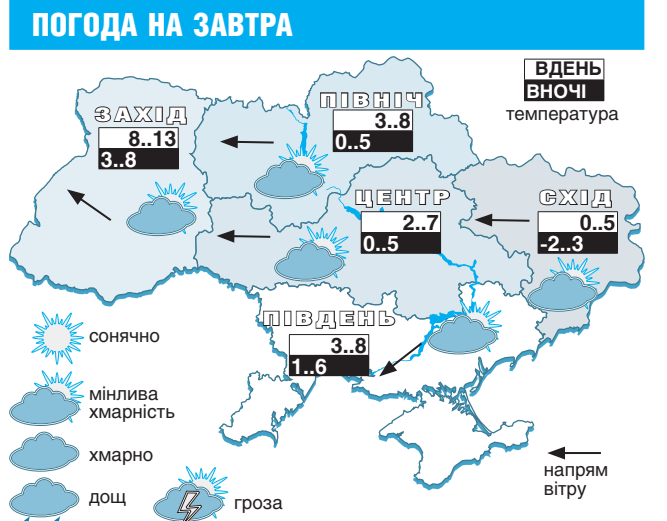 ПОГОДА НА ЗАВТРА
ВДЕНЬ
ВНОЧІ
температура
ЗАХІД
8..13
3..8
ПІВНІЧ
3..8
0..5
ЦЕНТР
2..7
0..5
СХІД
0..5
-2..3
ПІВДЕНЬ
3..8
1..6
сонячно
мінлива
хмарність
хмарно
дощ
гроза
напрям
вітру